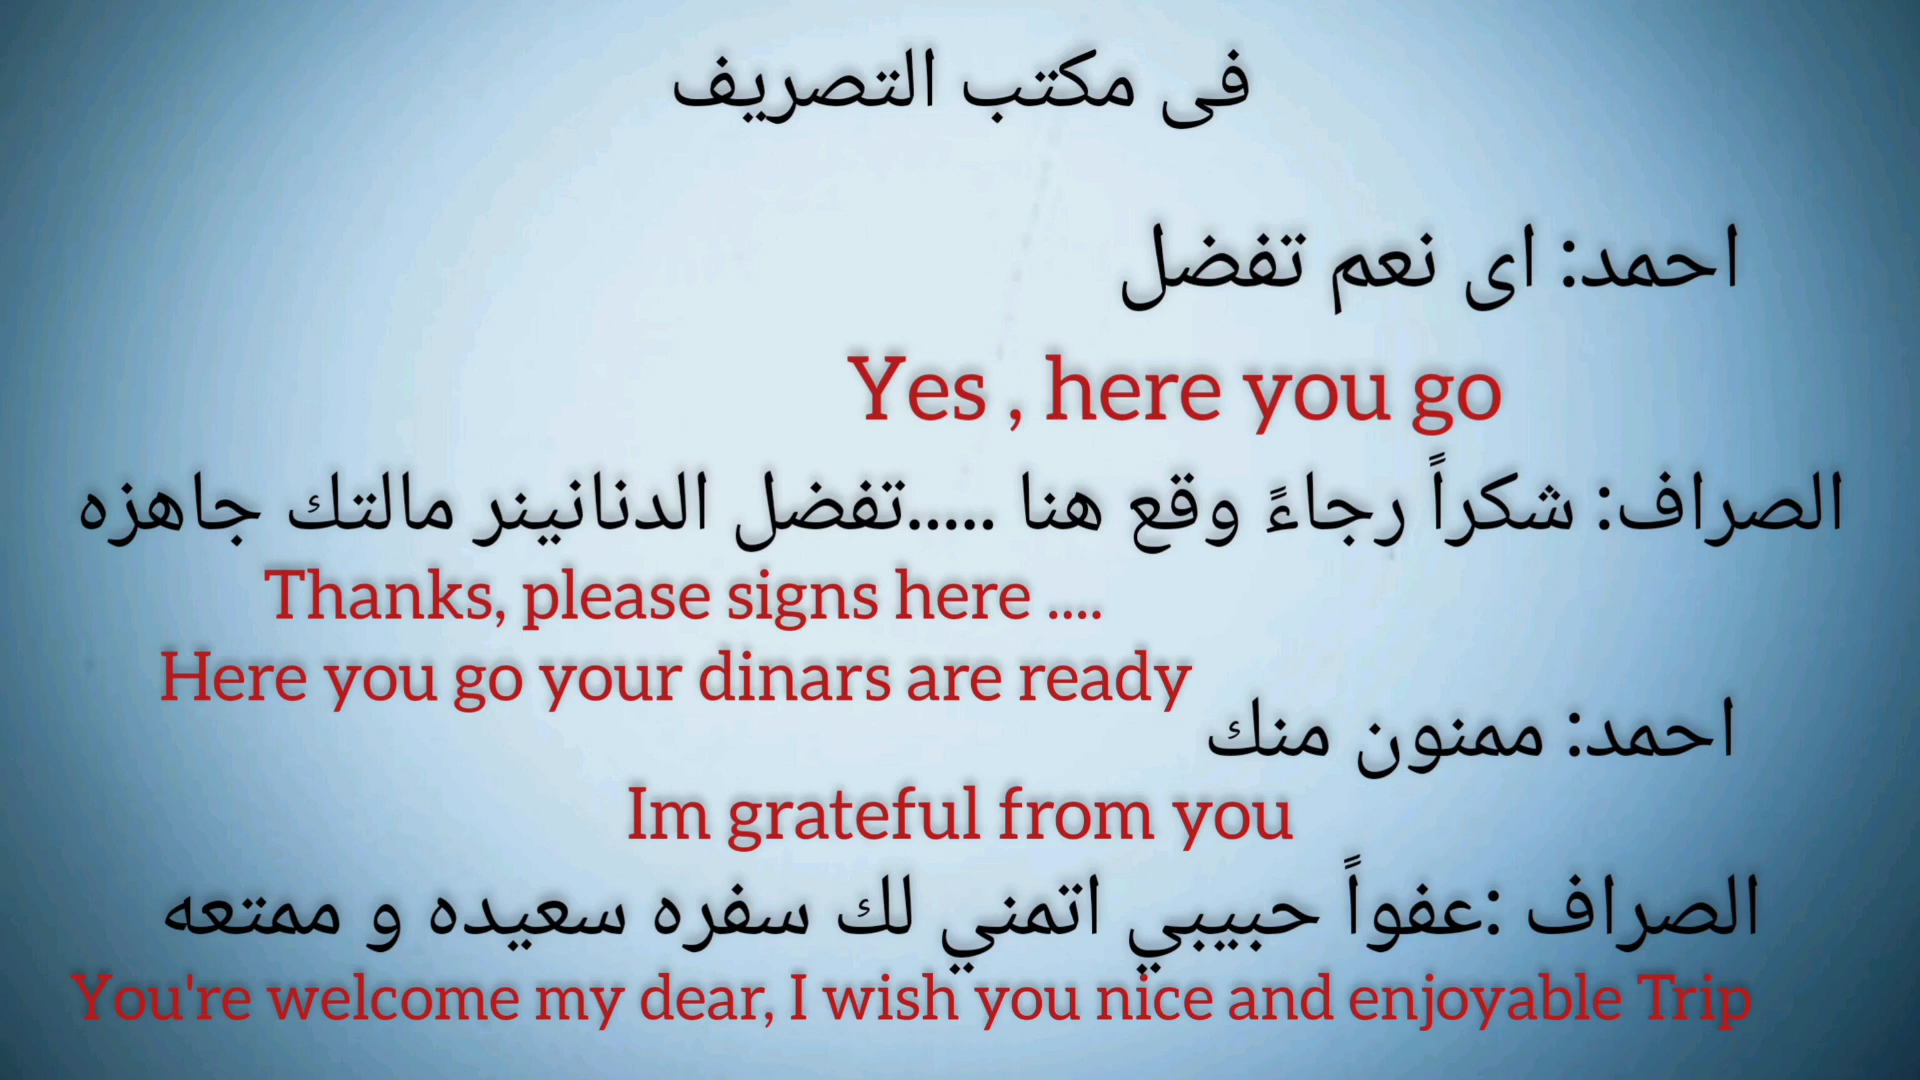 فى مكتب التصريف
احمد: اى نعم تفضل
Yes , here you go
الصراف: شكراً رجاءً وقع هنا .....تفضل الدنانينر مالتك جاهزه
Thanks, please signs here ....
Here you go your dinars are ready
احمد: ممنون منك
Im grateful from you
الصراف :عفواً حبيبي اتمني لك سفره سعيده و ممتعه
You're welcome my dear, I wish you nice and enjoyable Trip